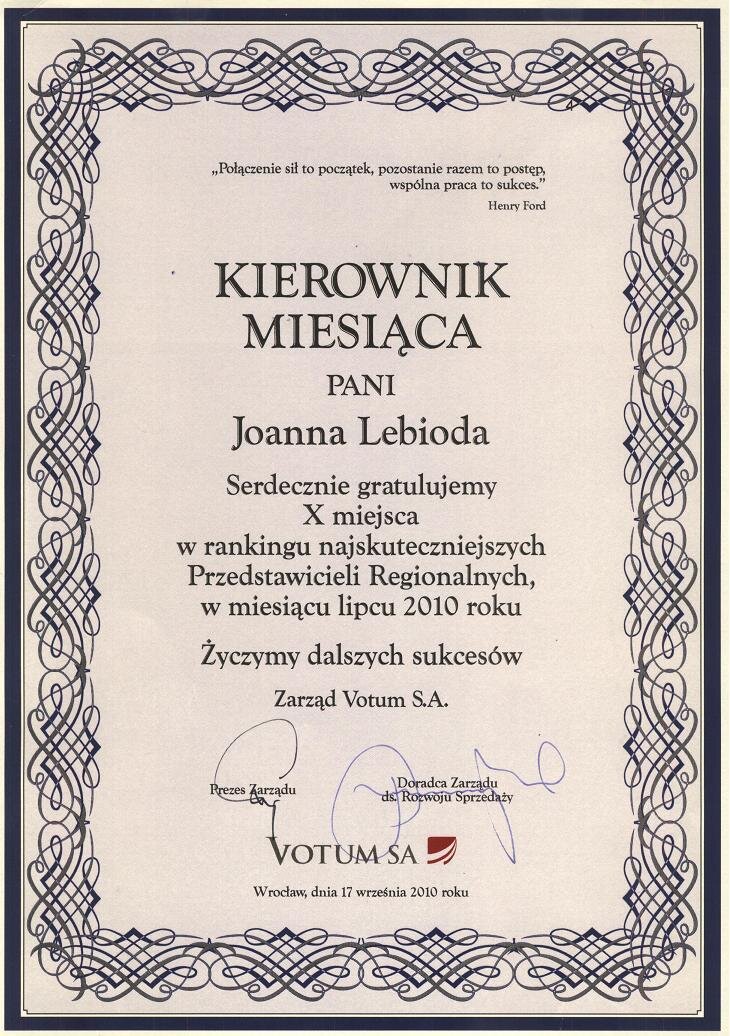 „Połączenie sił to początek, pozostanie razem to postęp,
wspólna praca to sukces.”
Henry Ford
KIEROWNIK
MIESIĄCA
PANI
Joanna Lebioda
Serdecznie gratulujemy
X miejsca
w rankingu najskuteczniejszych
Przedstawicieli Regionalnych,
w miesiącu lipcu 2010 roku
Życzymy dalszych sukcesów
Zarząd Votum S.A.
Prezes Zarządu
Doradca Zarządu
ds. Rozwoju Sprzedaży
VOTUM SA
Wrocław, dnia 17 września 2010 roku